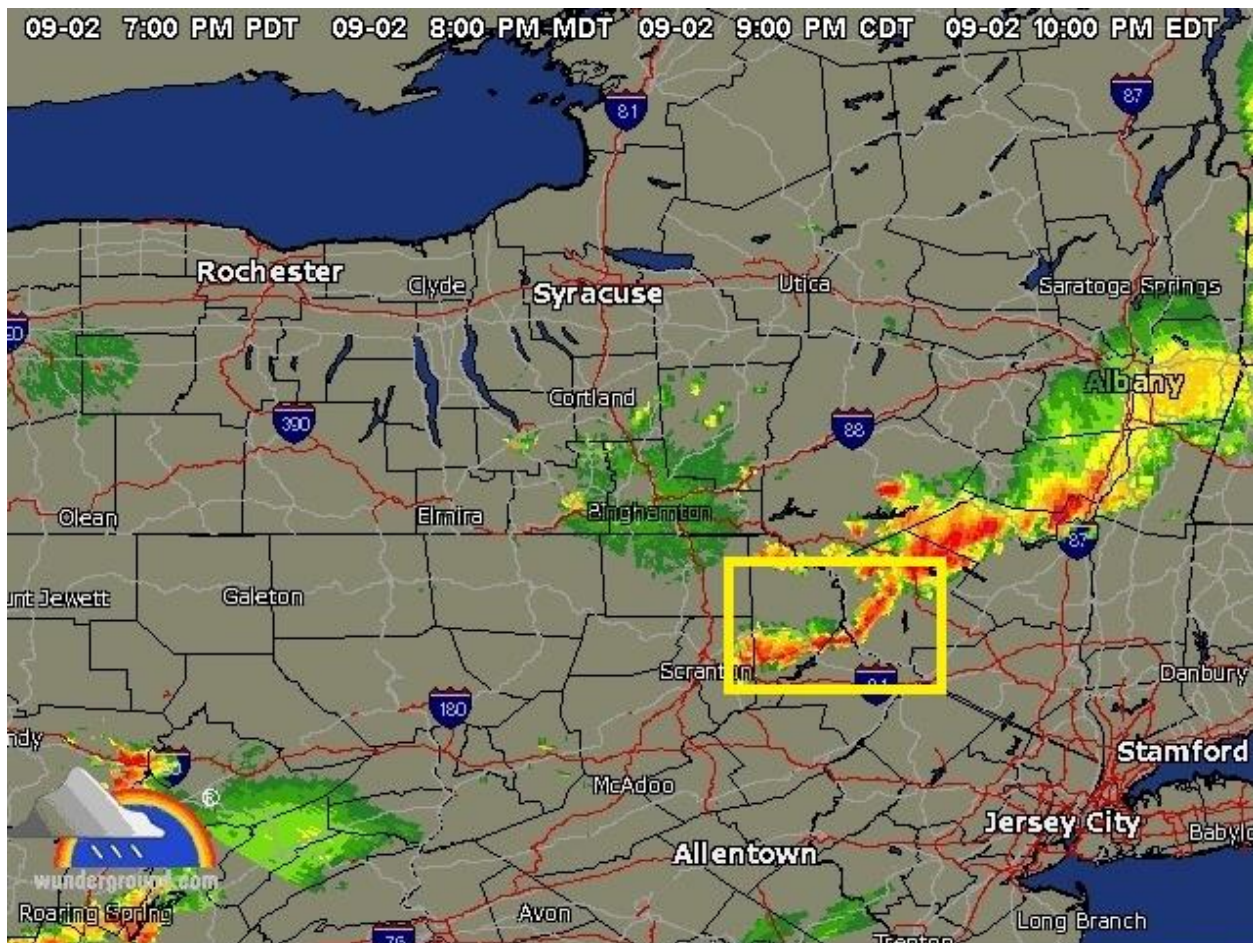 09-02 7:00 PM PDT 09-02 8:00 PM MDT 09-02 9:00 PM CDT 09-02 10:00 PM EDT
81
87
Rochester
Clyde
Syracuse
Utica
Saratoga Springs
Albany
Cortland
390
88
Olean
Elmira
Binghamton
87
unt Jewett
Galeton
Scranton
Danbury
180
ndy
Stamford
McAdoo
®
Jersey City
Babylo
Allentown
wunderground.com
Roaring Spring
Avon
Long Branch
76
Trenton